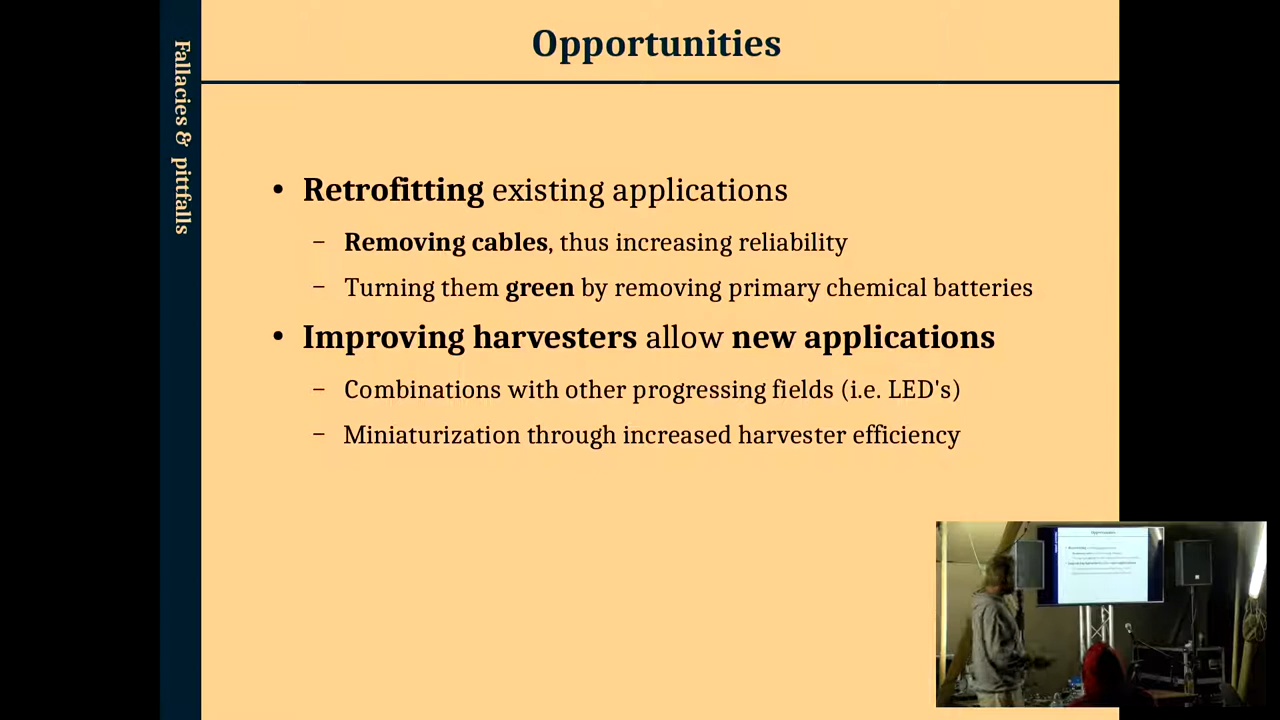 Opportunities
Fallacies & pittfalls
• Retrofitting existing applications
– Removing cables, thus increasing reliability
– Turning them green by removing primary chemical batteries
• Improving harvesters allow new applications
– Combinations with other progressing fields (i.e. LED's)
– Miniaturization through increased harvester efficiency